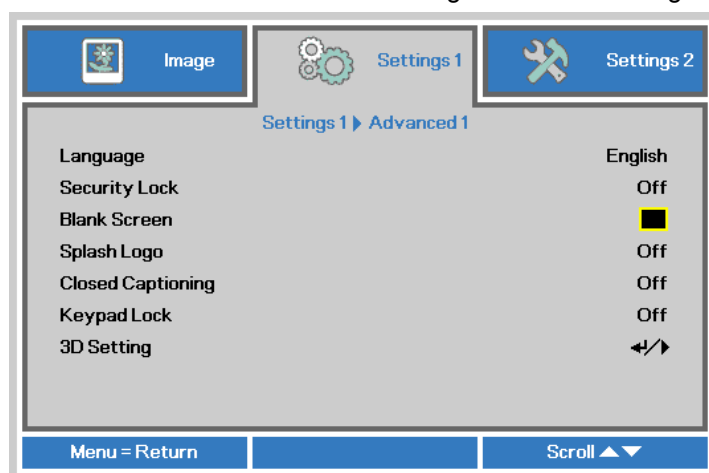 Image
Settings 1
Settings 2
Settings 1 ▶ Advanced 1
Language English
Security Lock Off
Blank Screen
Splash Logo Off
Closed Captioning Off
Keypad Lock Off
3D Setting ↵/▶
Menu = Return
Scroll ▲▼